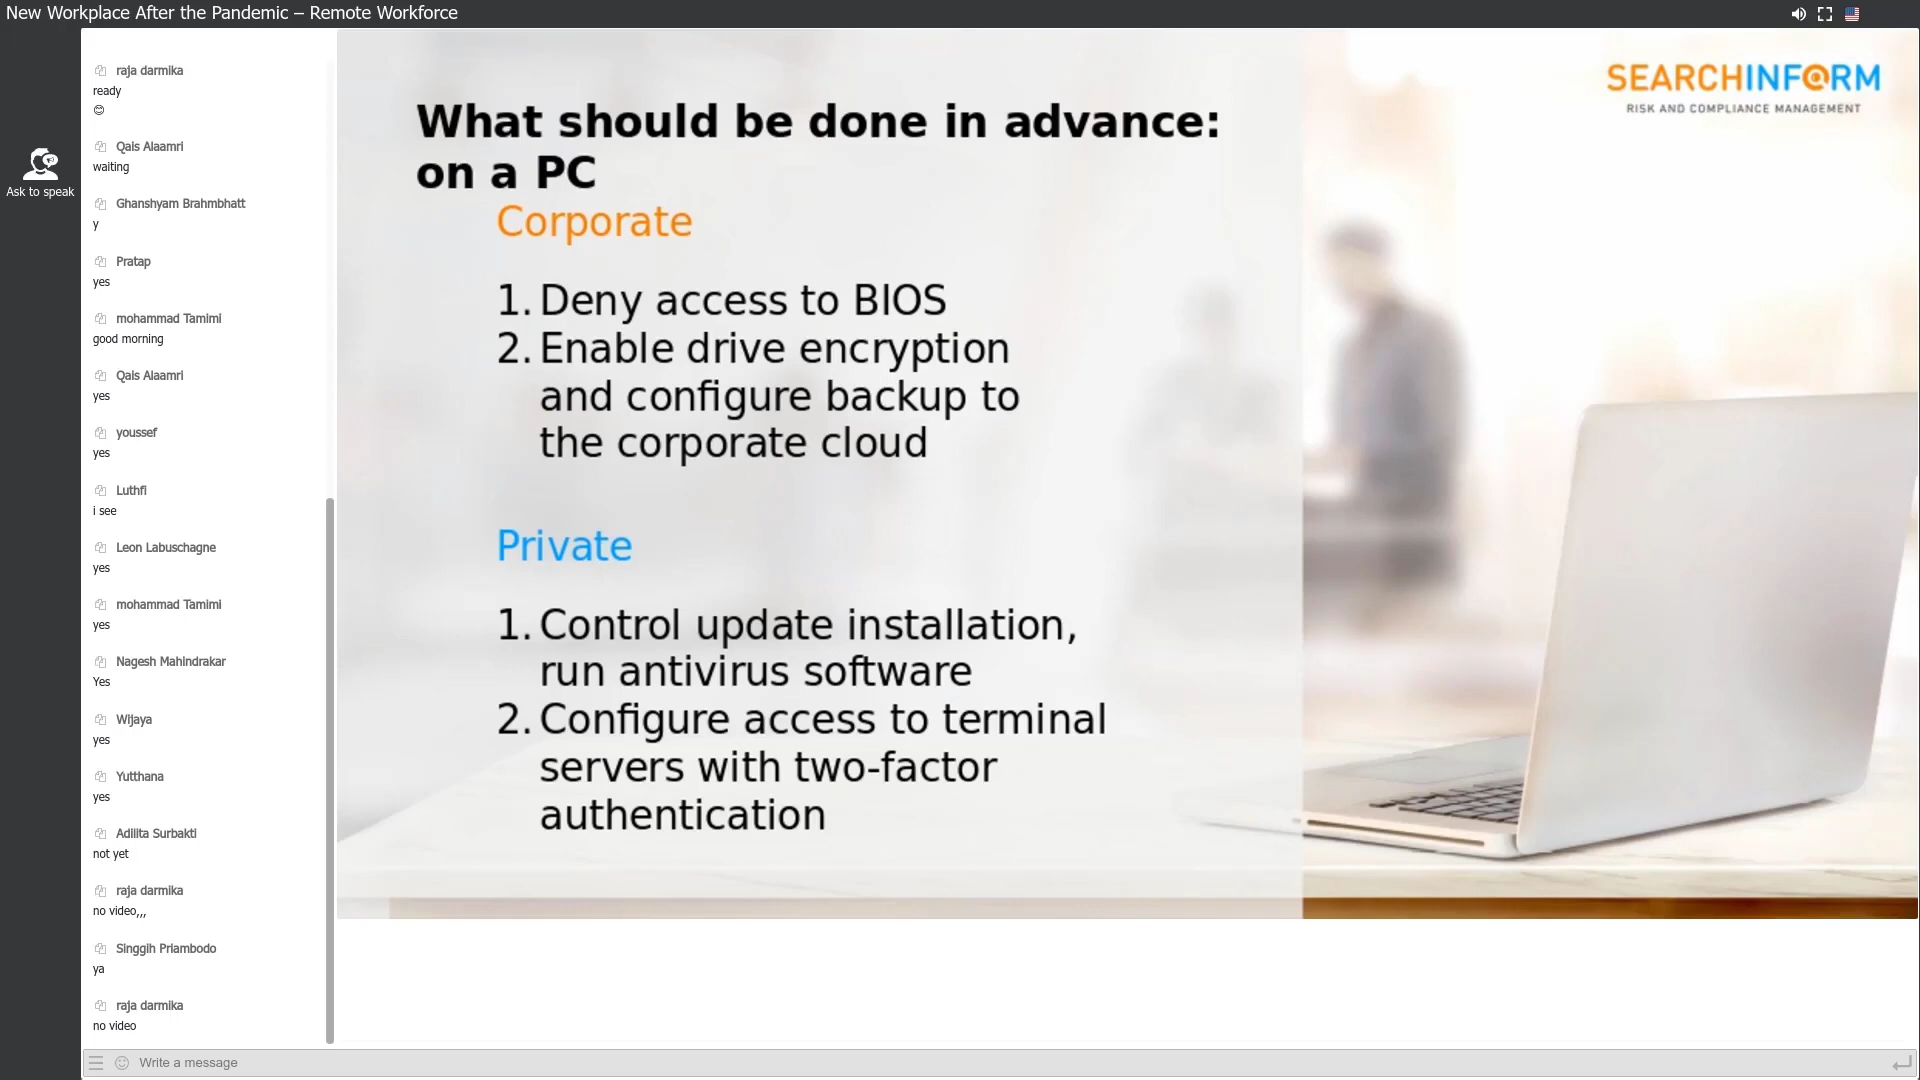 New Workplace After the Pandemic – Remote Workforce
Ask to speak
raja darmika
ready
😊
Qais Alaamri
waiting
Ghanshyam Brahmbhatt
y
Pratap
yes
mohammad Tamimi
good morning
Qais Alaamri
yes
youssef
yes
Luthfi
i see
Leon Labuschagne
yes
mohammad Tamimi
yes
Nagesh Mahindrakar
Yes
Wijaya
yes
Yutthana
yes
Adilita Surbakti
not yet
raja darmika
no video,,,
Singgih Priambodo
ya
raja darmika
no video
Write a message
SEARCHINFORM
RISK AND COMPLIANCE MANAGEMENT
What should be done in advance:
on a PC
Corporate
1. Deny access to BIOS
2. Enable drive encryption
and configure backup to
the corporate cloud
Private
1. Control update installation,
run antivirus software
2. Configure access to terminal
servers with two-factor
authentication